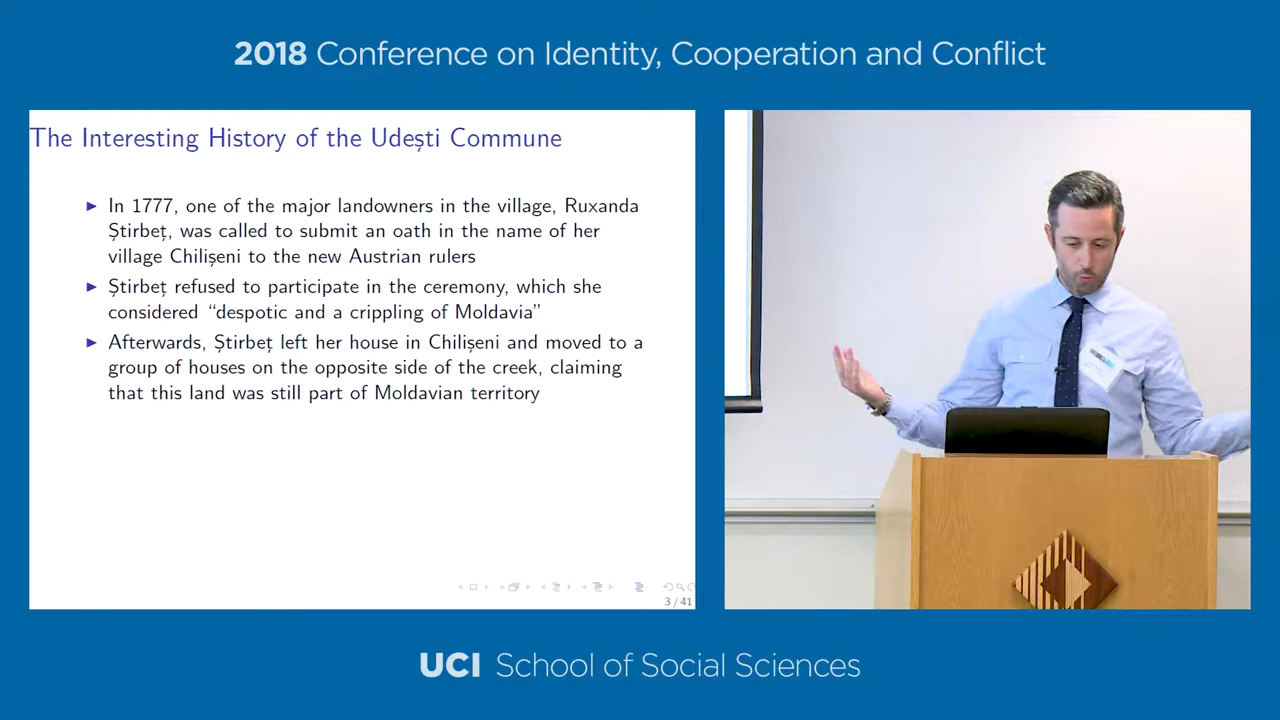 2018 Conference on Identity, Cooperation and Conflict
The Interesting History of the Udești Commune
In 1777, one of the major landowners in the village, Ruxanda
Știrbeț, was called to submit an oath in the name of her
village Chilișeni to the new Austrian rulers
Știrbeț refused to participate in the ceremony, which she
considered “despotic and a crippling of Moldavia”
Afterwards, Știrbeț left her house in Chilișeni and moved to a
group of houses on the opposite side of the creek, claiming
that this land was still part of Moldavian territory
3 / 41
UCI School of Social Sciences